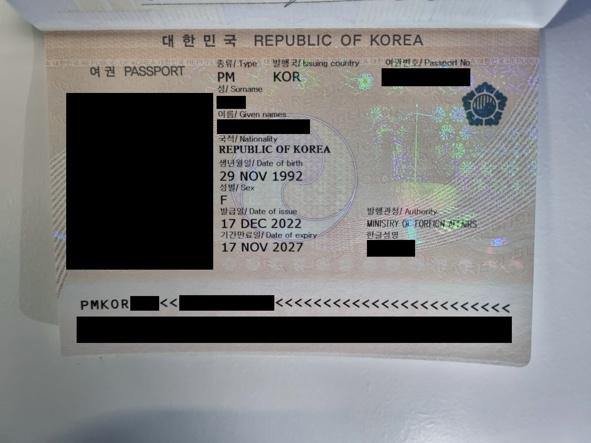 대한민국 REPUBLIC OF KOREA
여권 PASSPORT
종류/ Type 발행국/ Issuing country 여권번호/ Passport No.
PM KOR
성/ Surname
이름/ Given names
국적/ Nationality
REPUBLIC OF KOREA
생년월일/ Date of birth
29 NOV 1992
성별/ Sex
F
발급일/ Date of issue 발행관청/ Authority
17 DEC 2022 MINISTRY OF FOREIGN AFFAIRS
기간만료일/ Date of expiry 한글성명
17 NOV 2027
PMKOR << <<<<<<<<<<<<<<<<<<<<<<<<<